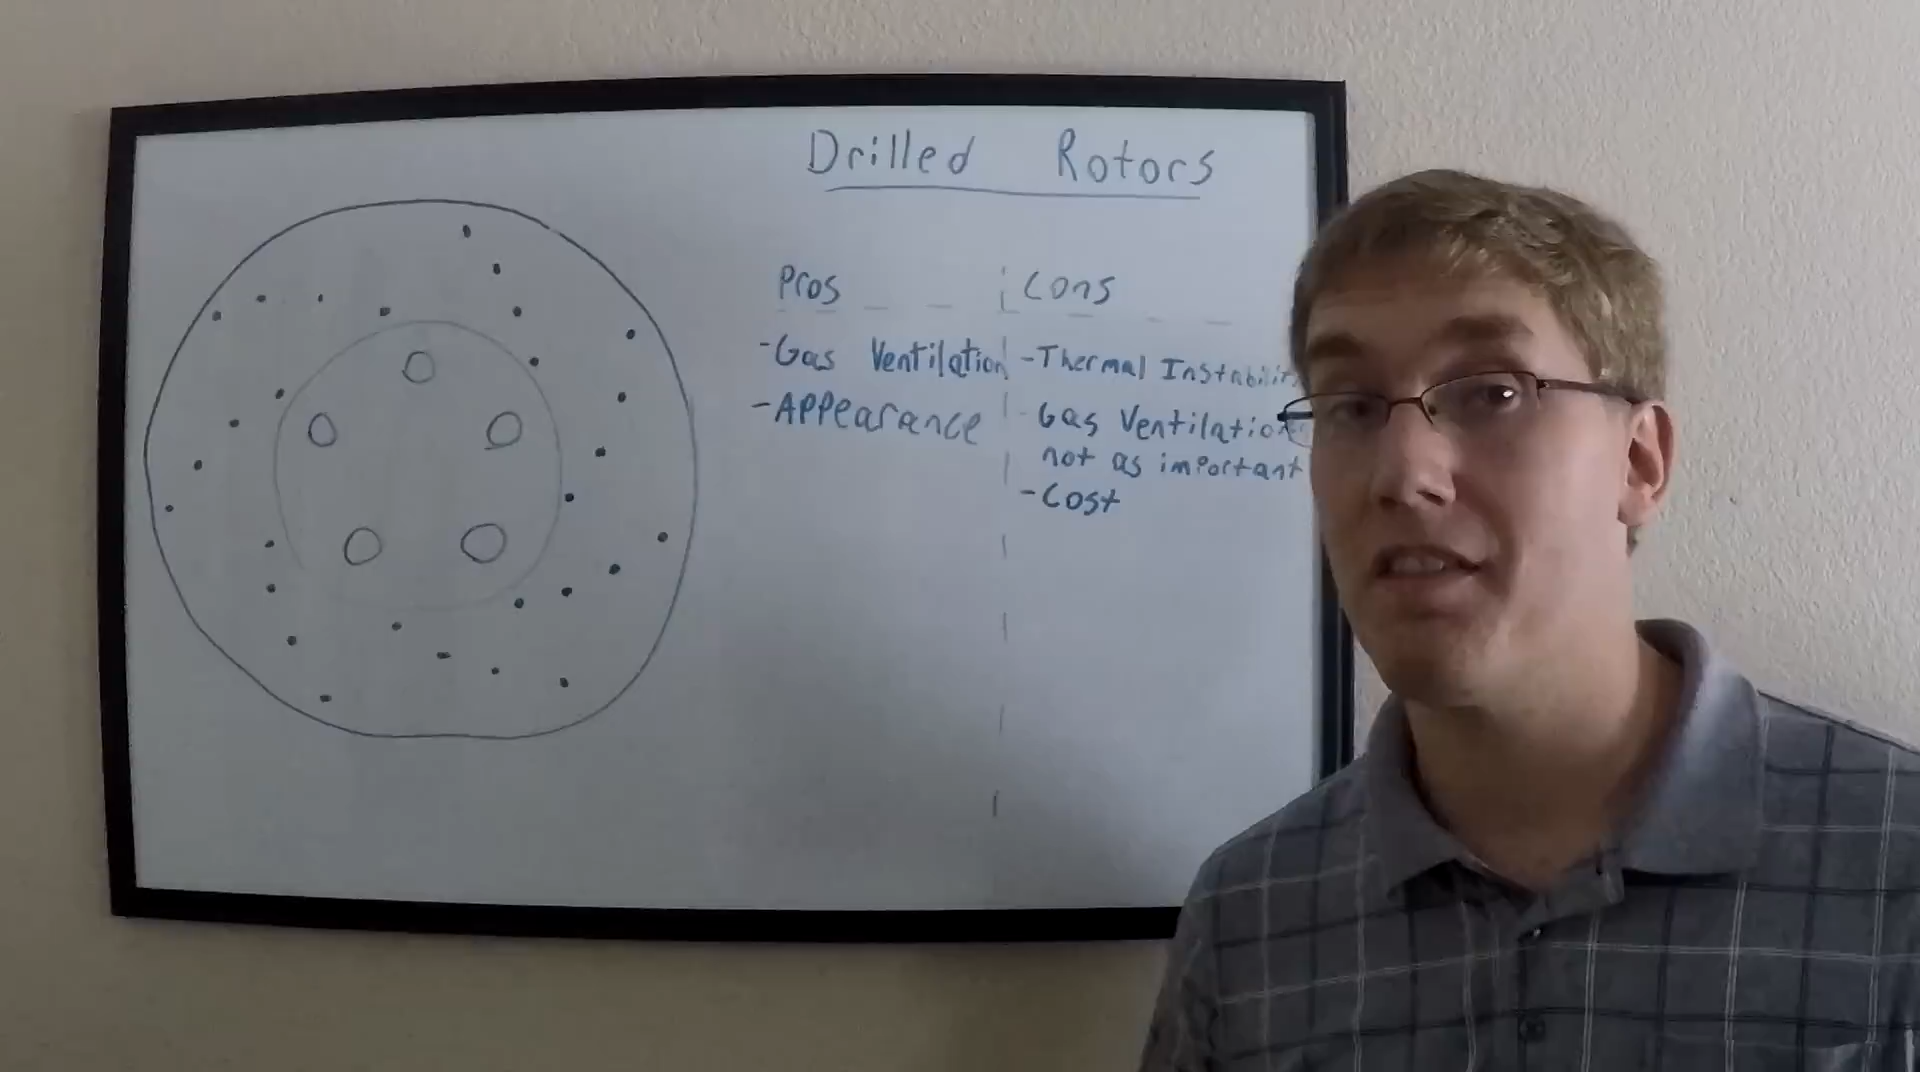 Drilled Rotors
Pros
Cons
-Gas Ventilation
-Appearance
-Thermal Instability
-Gas Ventilation
not as important
-Cost